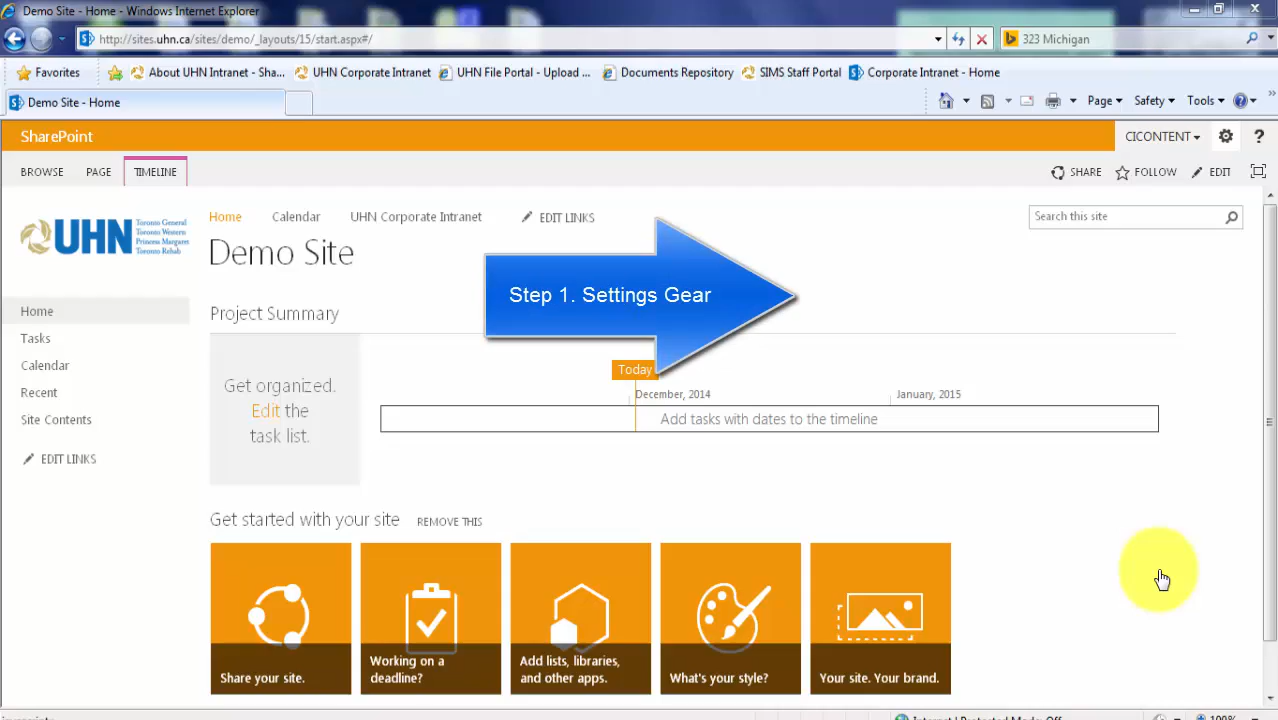 Demo Site - Home - Windows Internet Explorer
http://sites.uhn.ca/sites/demo/_layouts/15/start.aspx#/
323 Michigan
Favorites
About UHN Intranet - Sha...
UHN Corporate Intranet
UHN File Portal - Upload ...
Documents Repository
SIMS Staff Portal
Corporate Intranet - Home
Demo Site - Home
Page
Safety
Tools
SharePoint
CICONTENT
?
BROWSE
PAGE
TIMELINE
SHARE
FOLLOW
EDIT
UHN
Toronto General
Toronto Western
Princess Margaret
Toronto Rehab
Home
Calendar
UHN Corporate Intranet
EDIT LINKS
Search this site
Demo Site
Step 1. Settings Gear
Home
Tasks
Calendar
Recent
Site Contents
EDIT LINKS
Project Summary
Get organized.
Edit the
task list.
Today
December, 2014
January, 2015
Add tasks with dates to the timeline
Get started with your site
REMOVE THIS
Share your site.
Working on a
deadline?
Add lists, libraries,
and other apps.
What's your style?
Your site. Your brand.